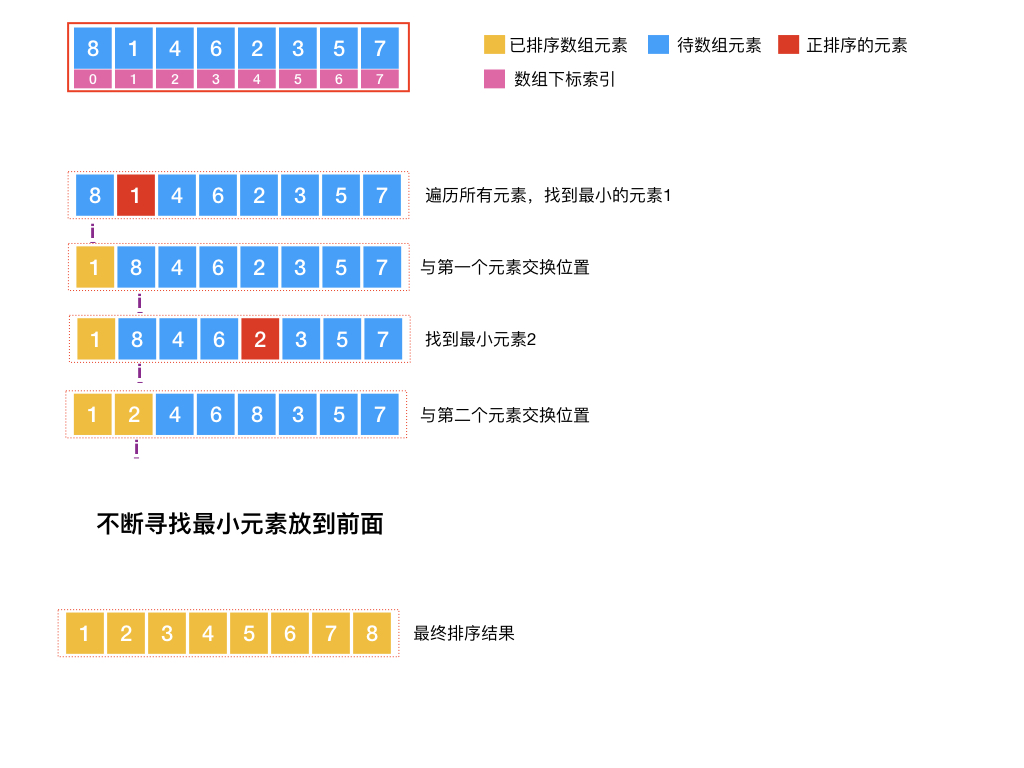 8 1 4 6 2 3 5 7
0 1 2 3 4 5 6 7
已排序数组元素 待数组元素 正排序的元素
数组下标索引
8 1 4 6 2 3 5 7 遍历所有元素，找到最小的元素1
i
1 8 4 6 2 3 5 7 与第一个元素交换位置
i
1 8 4 6 2 3 5 7 找到最小元素2
i
1 2 4 6 8 3 5 7 与第二个元素交换位置
i
不断寻找最小元素放到前面
1 2 3 4 5 6 7 8 最终排序结果